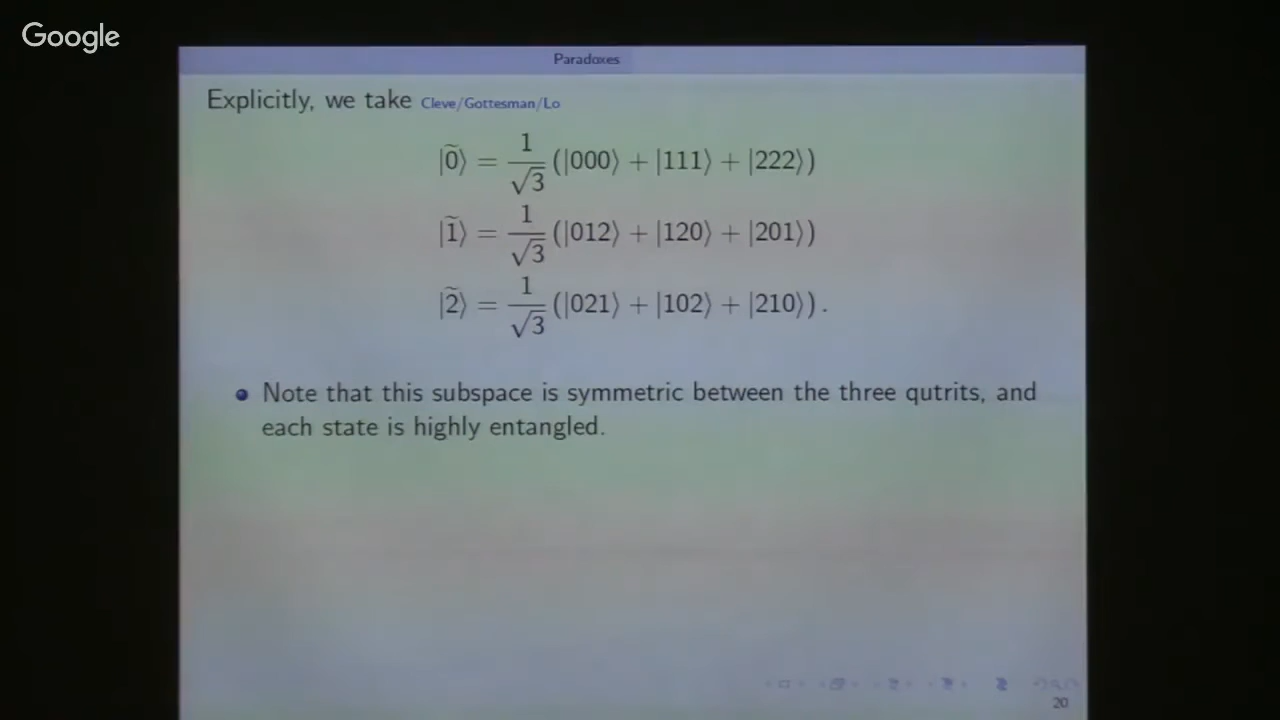 Google
Paradoxes
Explicitly, we take Cleve/Gottesman/Lo
|0̃⟩ = 1/√3 (|000⟩ + |111⟩ + |222⟩)
|1̃⟩ = 1/√3 (|012⟩ + |120⟩ + |201⟩)
|2̃⟩ = 1/√3 (|021⟩ + |102⟩ + |210⟩).
• Note that this subspace is symmetric between the three qutrits, and
each state is highly entangled.
20